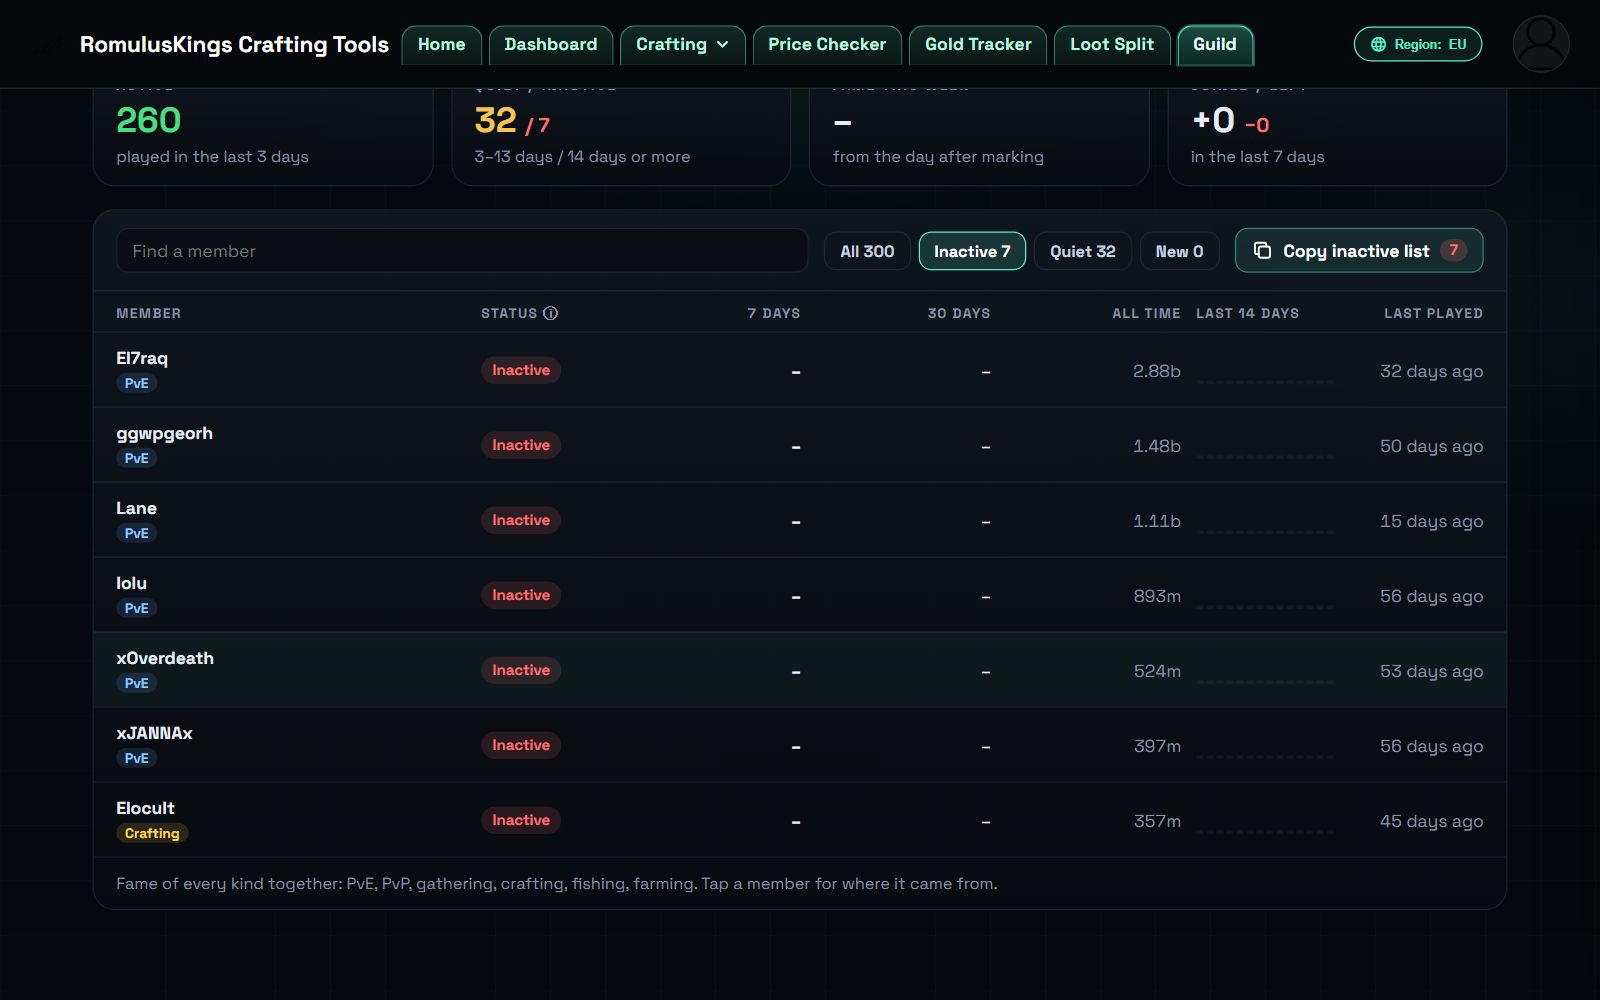 RomulusKings Crafting Tools Home Dashboard Crafting Price Checker Gold Tracker Loot Split Guild Region: EU
260 32 / 7 – +0 -0
played in the last 3 days 3–13 days / 14 days or more from the day after marking in the last 7 days
Find a member All 300 Inactive 7 Quiet 32 New 0 Copy inactive list 7
MEMBER STATUS 7 DAYS 30 DAYS ALL TIME LAST 14 DAYS LAST PLAYED
El7raq Inactive – – 2.88b 32 days ago
PvE
ggwpgeorh Inactive – – 1.48b 50 days ago
PvE
Lane Inactive – – 1.11b 15 days ago
PvE
lolu Inactive – – 893m 56 days ago
PvE
xOverdeath Inactive – – 524m 53 days ago
PvE
xJANNAx Inactive – – 397m 56 days ago
PvE
Elocult Inactive – – 357m 45 days ago
Crafting
Fame of every kind together: PvE, PvP, gathering, crafting, fishing, farming. Tap a member for where it came from.